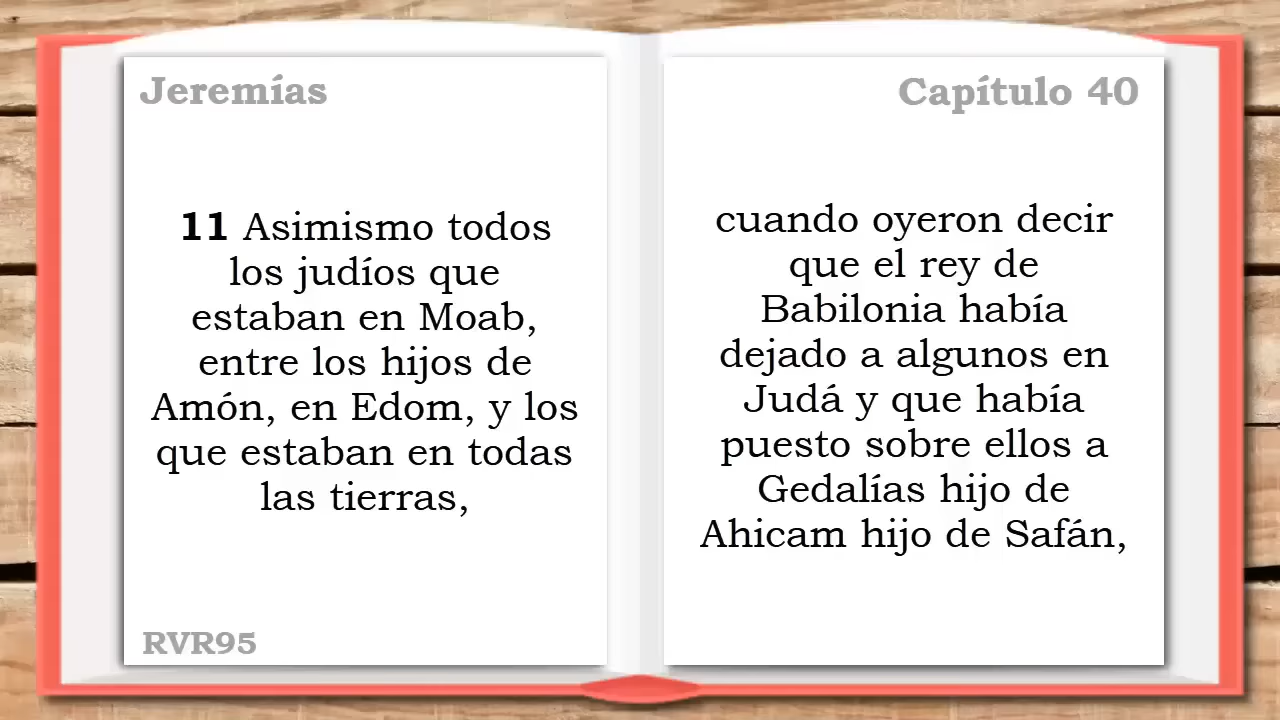 Jeremías
11 Asimismo todos
los judíos que
estaban en Moab,
entre los hijos de
Amón, en Edom, y los
que estaban en todas
las tierras,
RVR95
Capítulo 40
cuando oyeron decir
que el rey de
Babilonia había
dejado a algunos en
Judá y que había
puesto sobre ellos a
Gedalías hijo de
Ahicam hijo de Safán,